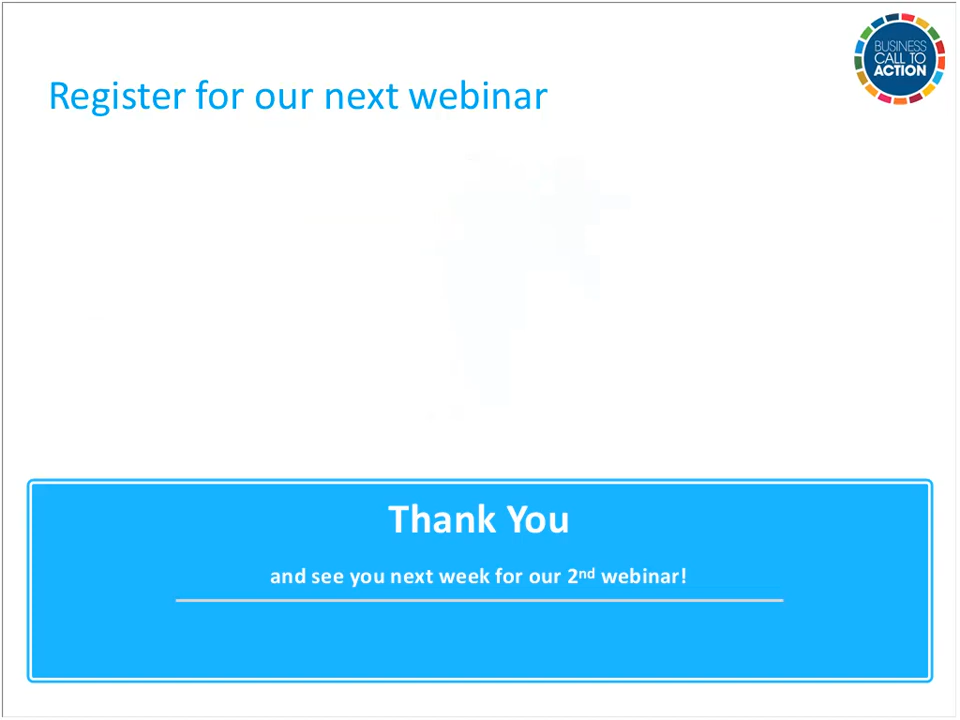 BUSINESS
CALL TO
ACTION
Register for our next webinar
Thank You
and see you next week for our 2nd webinar!